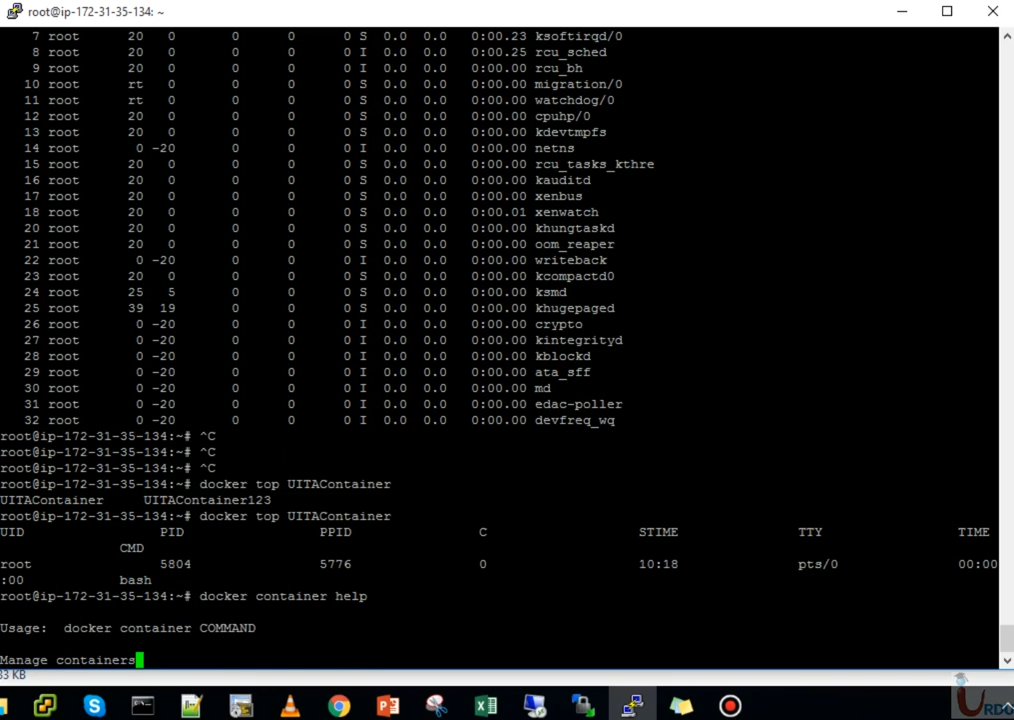 root@ip-172-31-35-134: ~
7 root 20 0 0 0 0 S 0.0 0.0 0:00.23 ksoftirqd/0
8 root 20 0 0 0 0 I 0.0 0.0 0:00.25 rcu_sched
9 root 20 0 0 0 0 I 0.0 0.0 0:00.00 rcu_bh
10 root rt 0 0 0 0 S 0.0 0.0 0:00.00 migration/0
11 root rt 0 0 0 0 S 0.0 0.0 0:00.00 watchdog/0
12 root 20 0 0 0 0 S 0.0 0.0 0:00.00 cpuhp/0
13 root 20 0 0 0 0 S 0.0 0.0 0:00.00 kdevtmpfs
14 root 0 -20 0 0 0 I 0.0 0.0 0:00.00 netns
15 root 20 0 0 0 0 S 0.0 0.0 0:00.00 rcu_tasks_kthre
16 root 20 0 0 0 0 S 0.0 0.0 0:00.00 kauditd
17 root 20 0 0 0 0 S 0.0 0.0 0:00.00 xenbus
18 root 20 0 0 0 0 S 0.0 0.0 0:00.01 xenwatch
20 root 20 0 0 0 0 S 0.0 0.0 0:00.00 khungtaskd
21 root 20 0 0 0 0 S 0.0 0.0 0:00.00 oom_reaper
22 root 0 -20 0 0 0 I 0.0 0.0 0:00.00 writeback
23 root 20 0 0 0 0 S 0.0 0.0 0:00.00 kcompactd0
24 root 25 5 0 0 0 S 0.0 0.0 0:00.00 ksmd
25 root 39 19 0 0 0 S 0.0 0.0 0:00.00 khugepaged
26 root 0 -20 0 0 0 I 0.0 0.0 0:00.00 crypto
27 root 0 -20 0 0 0 I 0.0 0.0 0:00.00 kintegrityd
28 root 0 -20 0 0 0 I 0.0 0.0 0:00.00 kblockd
29 root 0 -20 0 0 0 I 0.0 0.0 0:00.00 ata_sff
30 root 0 -20 0 0 0 I 0.0 0.0 0:00.00 md
31 root 0 -20 0 0 0 I 0.0 0.0 0:00.00 edac-poller
32 root 0 -20 0 0 0 I 0.0 0.0 0:00.00 devfreq_wq
root@ip-172-31-35-134:~# ^C
root@ip-172-31-35-134:~# ^C
root@ip-172-31-35-134:~# ^C
root@ip-172-31-35-134:~# docker top UITAContainer
UITAContainer UITAContainer123
root@ip-172-31-35-134:~# docker top UITAContainer
UID PID PPID C STIME TTY TIME
CMD
root 5804 5776 0 10:18 pts/0 00:00
:00 bash
root@ip-172-31-35-134:~# docker container help
Usage: docker container COMMAND
Manage containers
33 KB
URDU